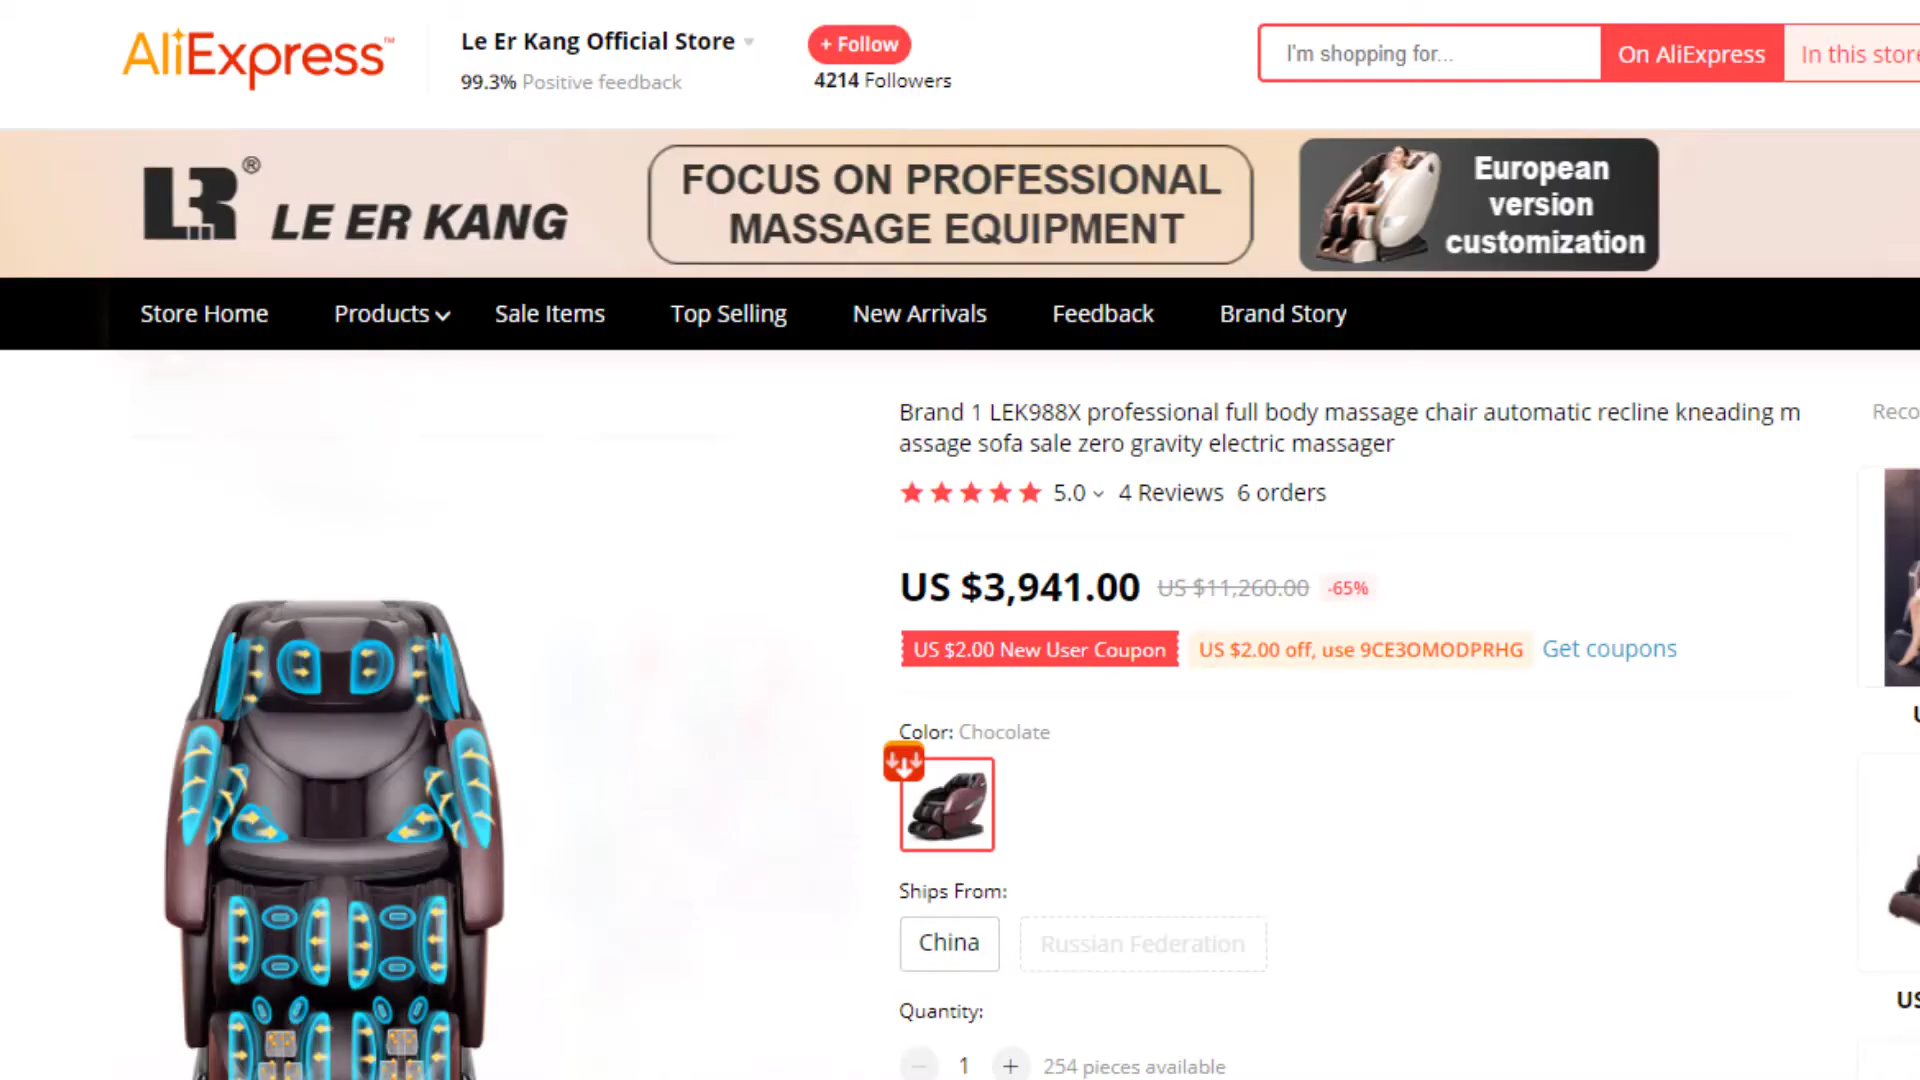 AliExpress™
Le Er Kang Official Store
99.3% Positive feedback
+ Follow
4214 Followers
I'm shopping for...
On AliExpress
In this store
LR® LE ER KANG
FOCUS ON PROFESSIONAL
MASSAGE EQUIPMENT
European
version
customization
Store Home
Products
Sale Items
Top Selling
New Arrivals
Feedback
Brand Story
Brand 1 LEK988X professional full body massage chair automatic recline kneading m
assage sofa sale zero gravity electric massager
5.0 4 Reviews 6 orders
US $3,941.00 US $11,260.00 -65%
US $2.00 New User Coupon
US $2.00 off, use 9CE3OMODPRHG
Get coupons
Color: Chocolate
Ships From:
China
Russian Federation
Quantity:
− 1 + 254 pieces available
Reco
US